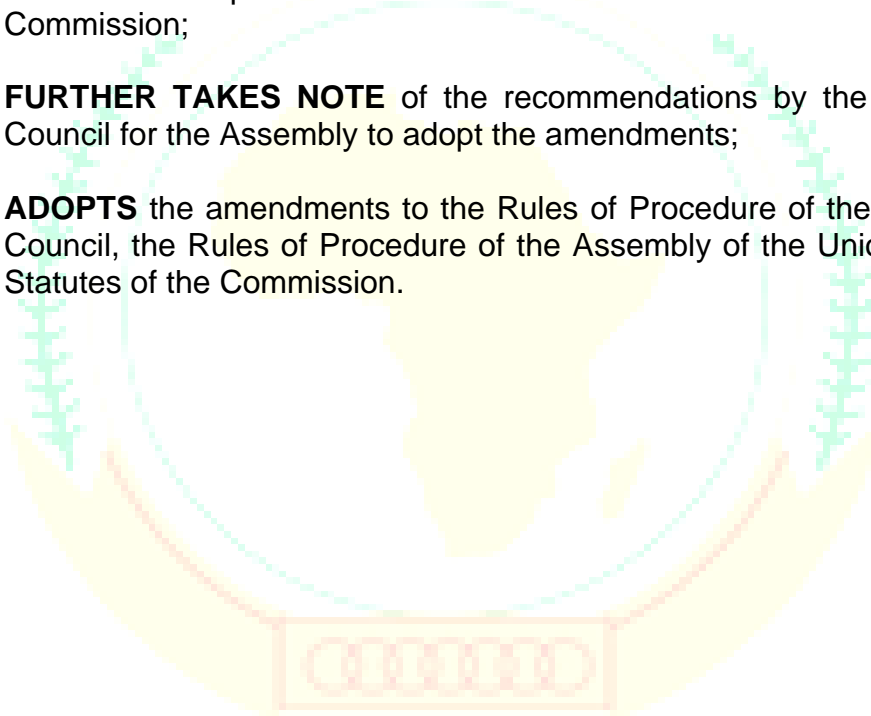 Commission;
FURTHER TAKES NOTE of the recommendations by the
Council for the Assembly to adopt the amendments;
ADOPTS the amendments to the Rules of Procedure of the
Council, the Rules of Procedure of the Assembly of the
Statutes of the Commission.